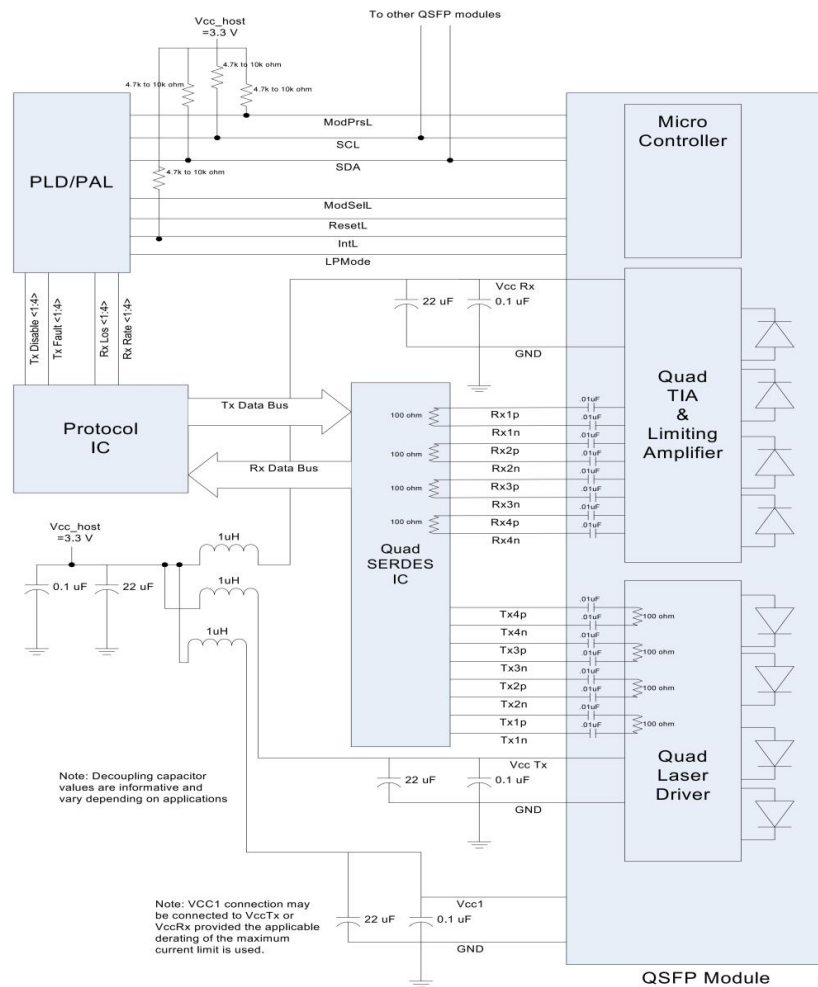 To other QSFP modules
Vcc_host
=3.3 V
4.7k to 10k ohm
4.7k to 10k ohm
4.7k to 10k ohm
4.7k to 10k ohm
PLD/PAL
ModPrsL
SCL
SDA
ModSelL
ResetL
IntL
LPMode
Micro
Controller
Tx Disable <1:4>
Tx Fault <1:4>
Rx Los <1:4>
Rx Rate <1:4>
Vcc Rx
22 uF
0.1 uF
GND
Quad
TIA
&
Limiting
Amplifier
Protocol
IC
Tx Data Bus
Rx Data Bus
100 ohm
100 ohm
100 ohm
100 ohm
Quad
SERDES
IC
Rx1p
Rx1n
Rx2p
Rx2n
Rx3p
Rx3n
Rx4p
Rx4n
.01uF
.01uF
.01uF
.01uF
.01uF
.01uF
.01uF
.01uF
Vcc_host
=3.3 V
0.1 uF
22 uF
1uH
1uH
1uH
Tx4p
Tx4n
Tx3p
Tx3n
Tx2p
Tx2n
Tx1p
Tx1n
.01uF
.01uF
.01uF
.01uF
.01uF
.01uF
.01uF
.01uF
100 ohm
100 ohm
100 ohm
100 ohm
Quad
Laser
Driver
Vcc Tx
22 uF
0.1 uF
GND
Note: Decoupling capacitor
values are informative and
vary depending on applications
Note: VCC1 connection may
be connected to VccTx or
VccRx provided the applicable
derating of the maximum
current limit is used.
Vcc1
22 uF
0.1 uF
GND
QSFP Module